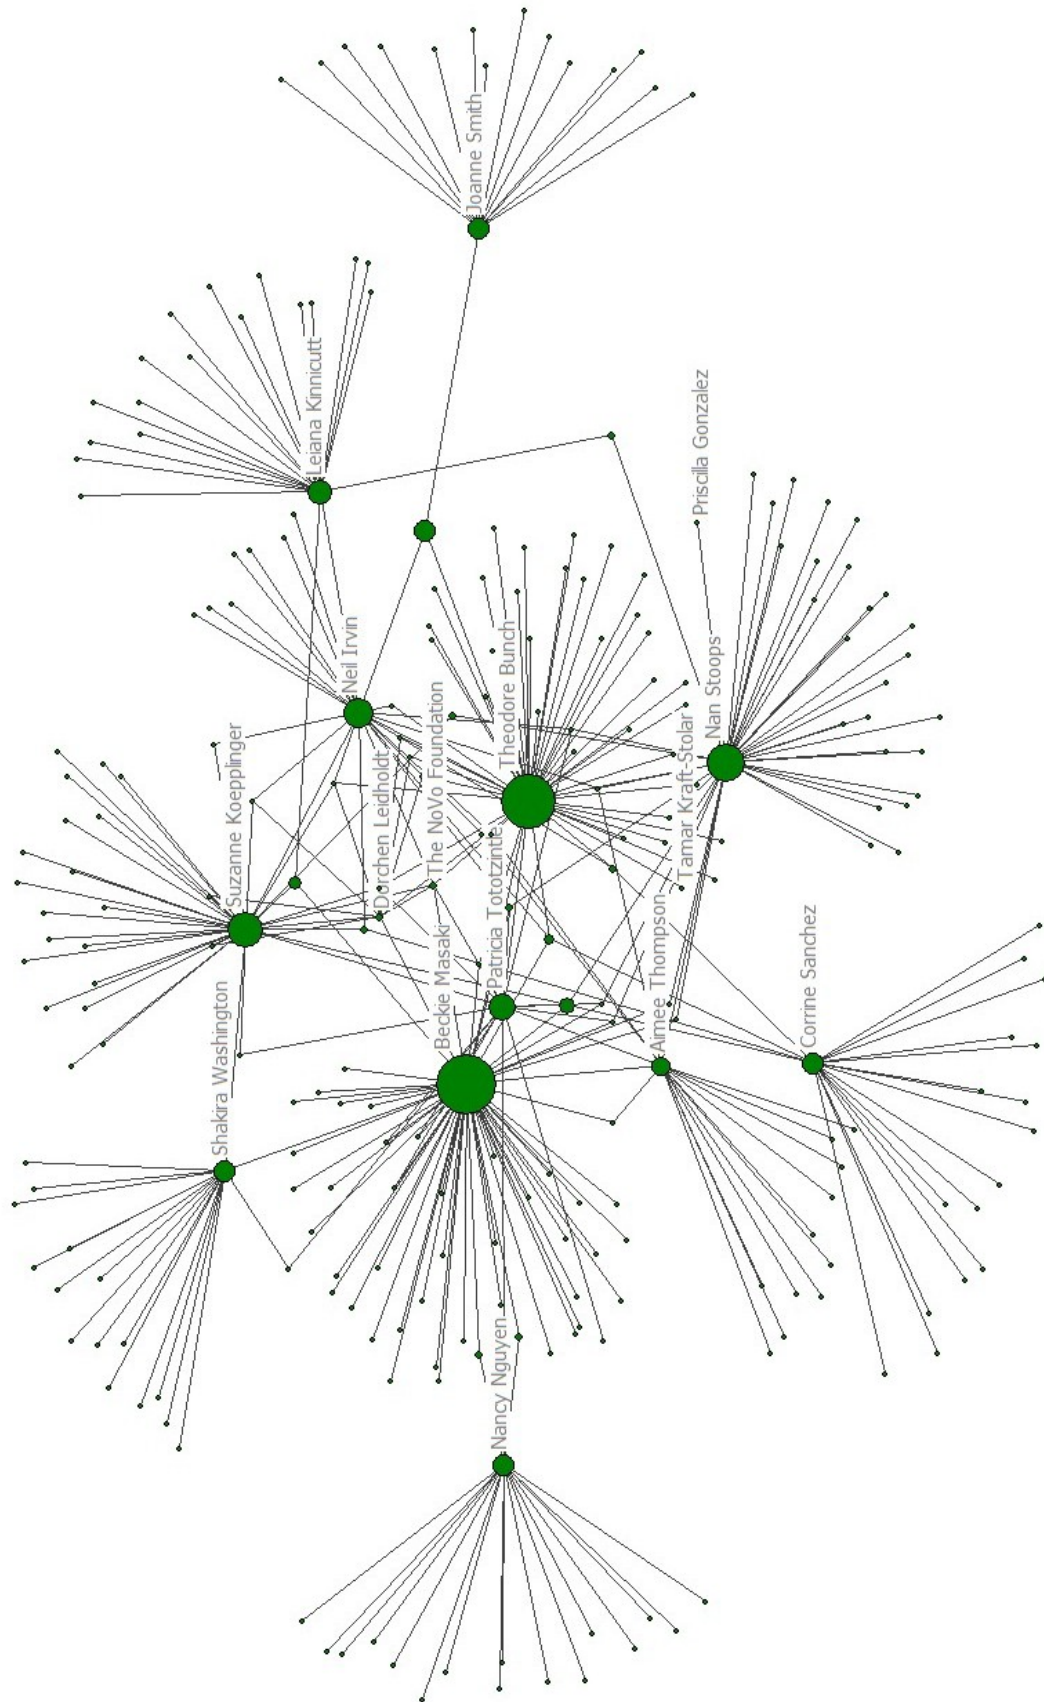 Joanne Smith
Leiana Kinnicutt
Priscilla Gonzalez
Neil Irvin
Theodore Bunch
Nan Stoops
The NoVo Foundation
Suzanne Koepplinger
Dorchen Leidholdt
Tamar Kraft-Stolar
Patricia Tototzintle
Aimee Thompson
Corrine Sanchez
Beckie Masaki
Shakira Washington
Nancy Nguyen